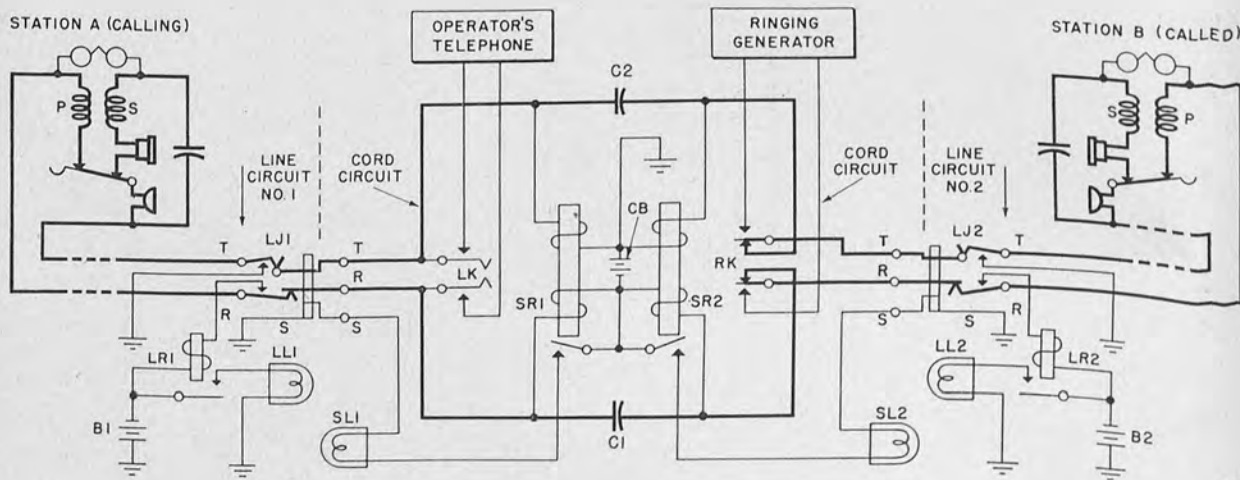 STATION A (CALLING)
OPERATOR'S
TELEPHONE
RINGING
GENERATOR
STATION B (CALLED)
C2
P
S
S
P
LINE
CIRCUIT
NO. 1
CORD
CIRCUIT
CB
CORD
CIRCUIT
LINE
CIRCUIT
NO. 2
T
LJ1
T
LK
RK
T
LJ2
T
R
R
R
R
S
S
SR1
SR2
S
S
LR1
LL1
LL2
LR2
B1
SL1
C1
SL2
B2